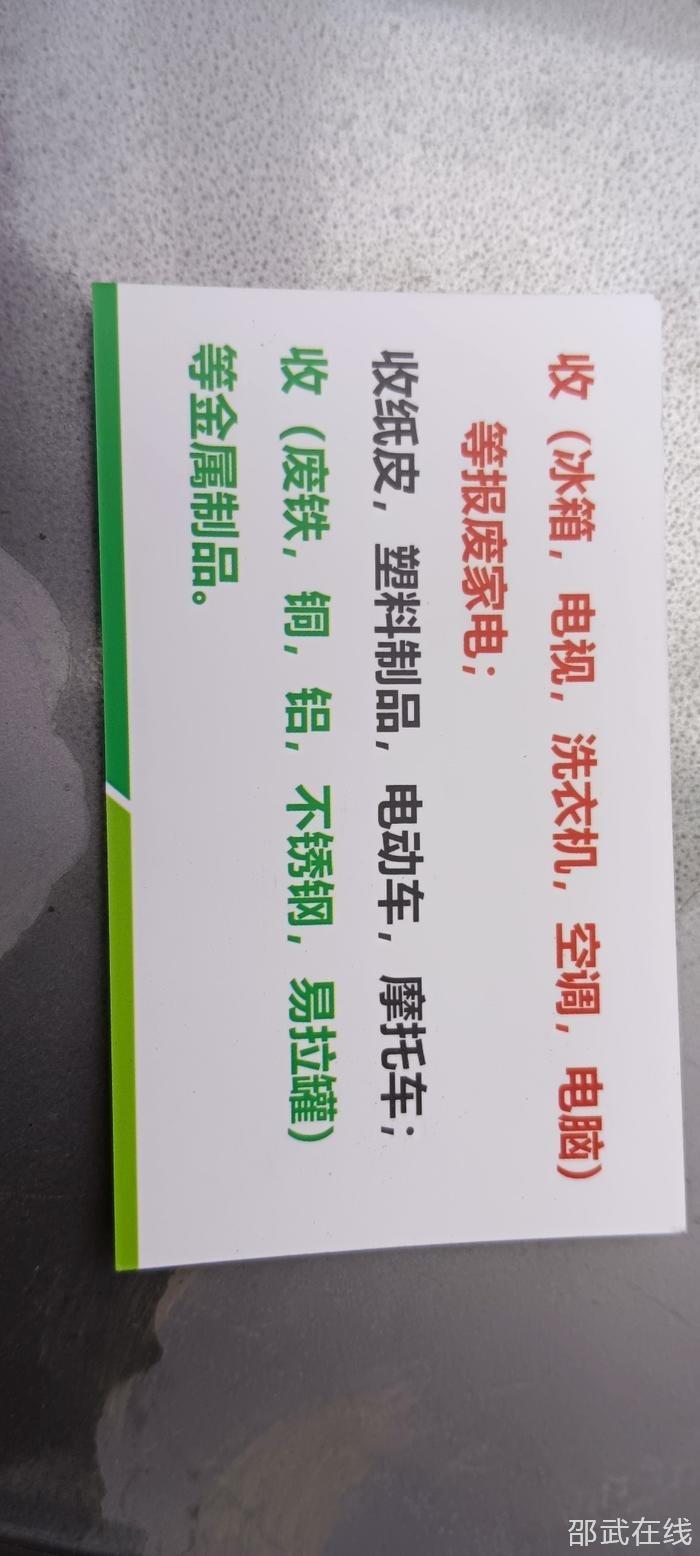 收（冰箱，电视，洗衣机，空调，电脑）
等报废家电；
收纸皮，塑料制品，电动车，摩托车；
收（废铁，铜，铝，不锈钢，易拉罐）
等金属制品。
邵武在线